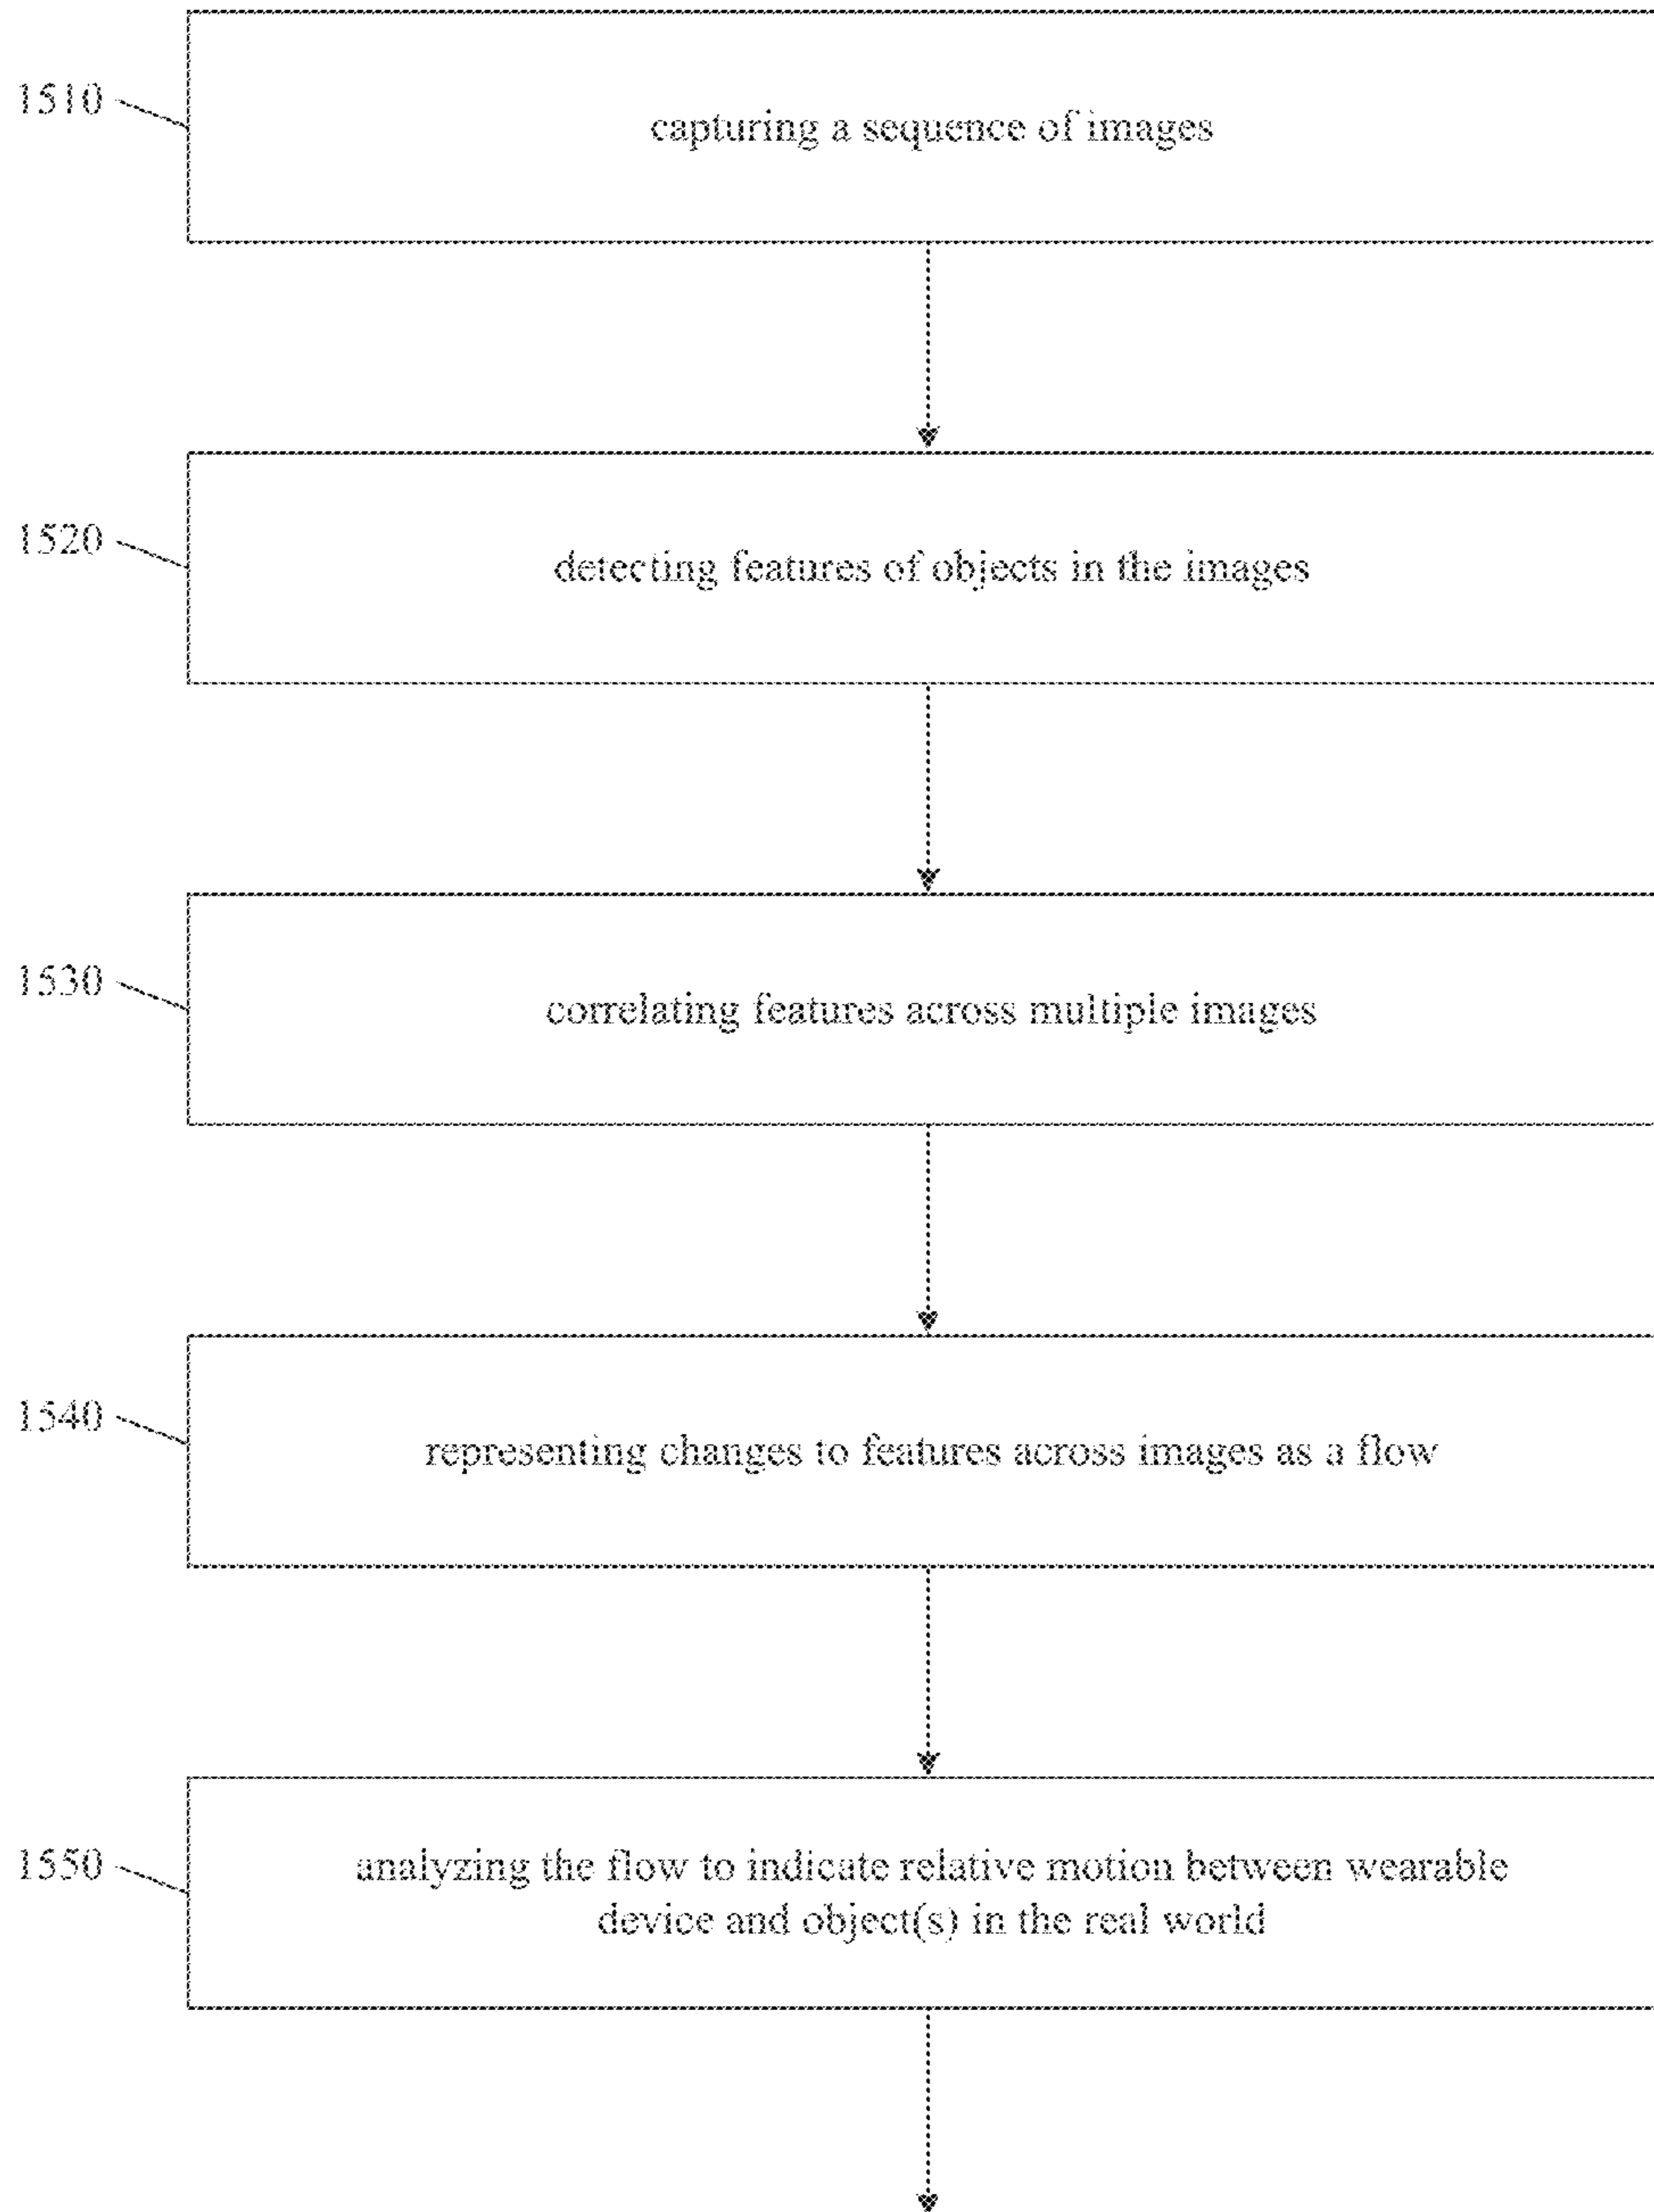 1510
capturing a sequence of images
1520
detecting features of objects in the images
1530
correlating features across multiple images
1540
representing changes to features across images as a flow
1550
analyzing the flow to indicate relative motion between wearable
device and object(s) in the real world